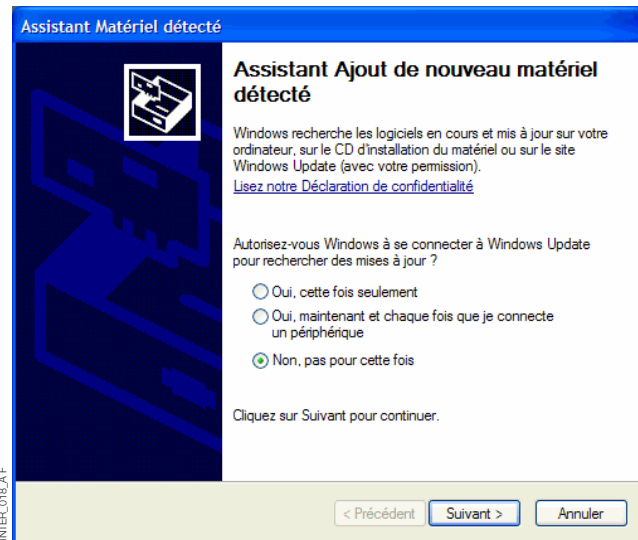 Assistant Matériel détecté
Assistant Ajout de nouveau matériel
détecté
Windows recherche les logiciels en cours et mis à jour sur votre
ordinateur, sur le CD d'installation du matériel ou sur le site
Windows Update (avec votre permission).
Lisez notre Déclaration de confidentialité
Autorisez-vous Windows à se connecter à Windows Update
pour rechercher des mises à jour ?
Oui, cette fois seulement
Oui, maintenant et chaque fois que je connecte
un périphérique
Non, pas pour cette fois
Cliquez sur Suivant pour continuer.
< Précédent Suivant > Annuler